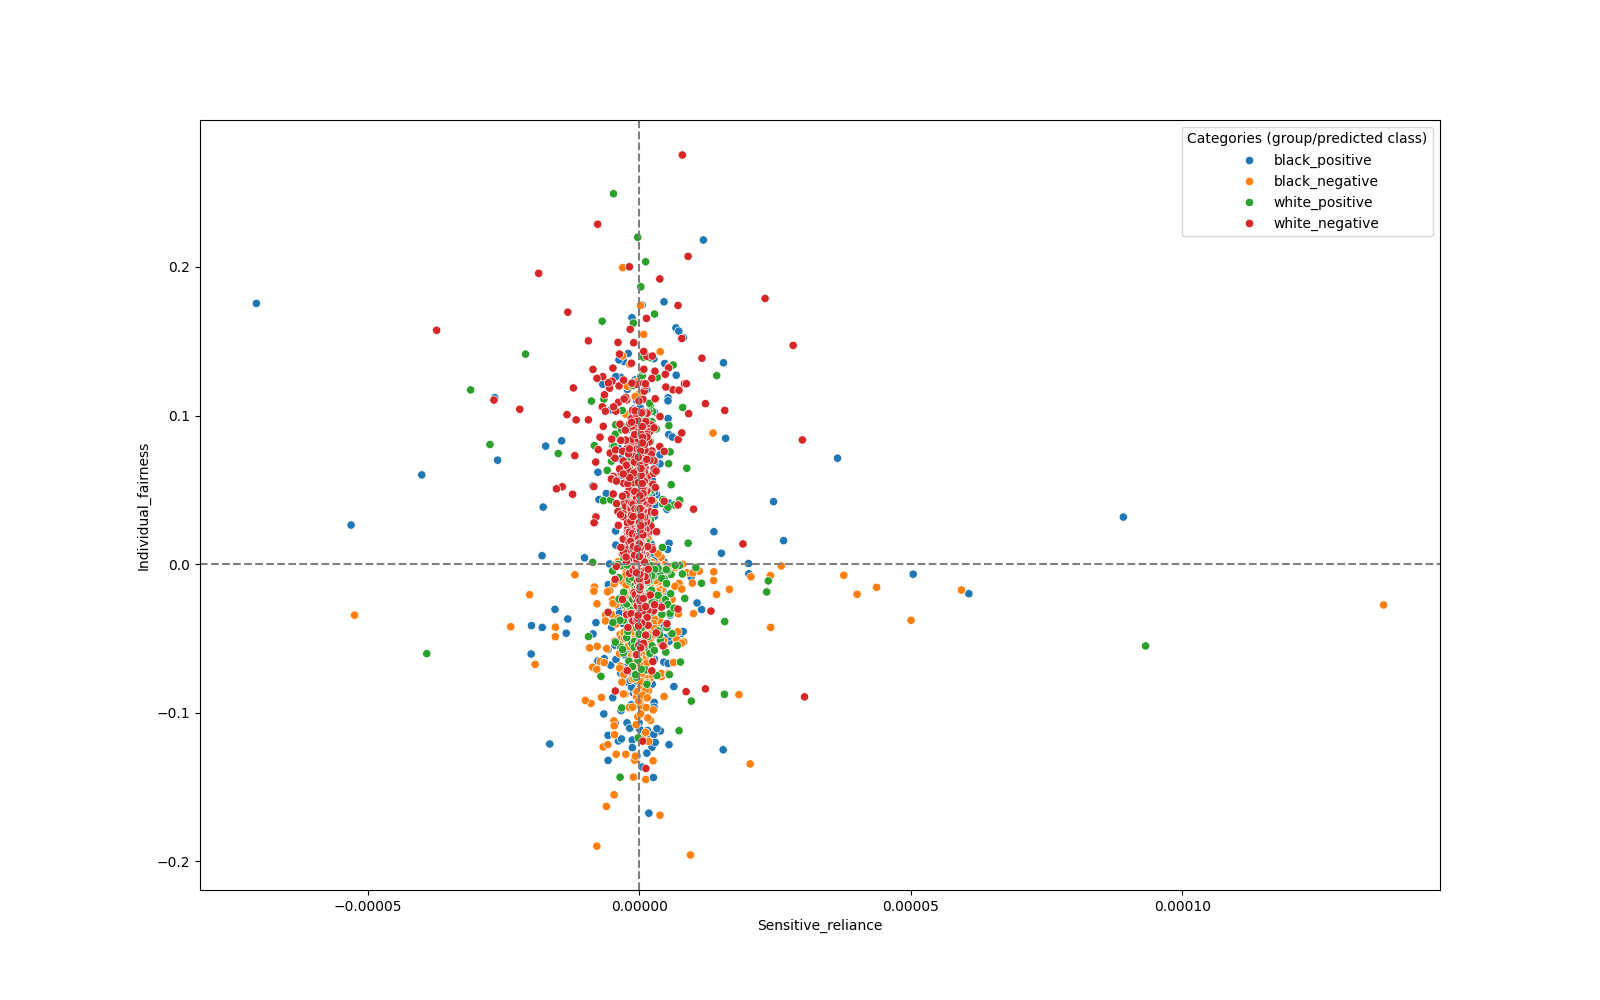 Categories (group/predicted class)
black_positive
black_negative
white_positive
white_negative
Individual_fairness
0.2
0.1
0.0
−0.1
−0.2
−0.00005 0.00000 0.00005 0.00010
Sensitive_reliance